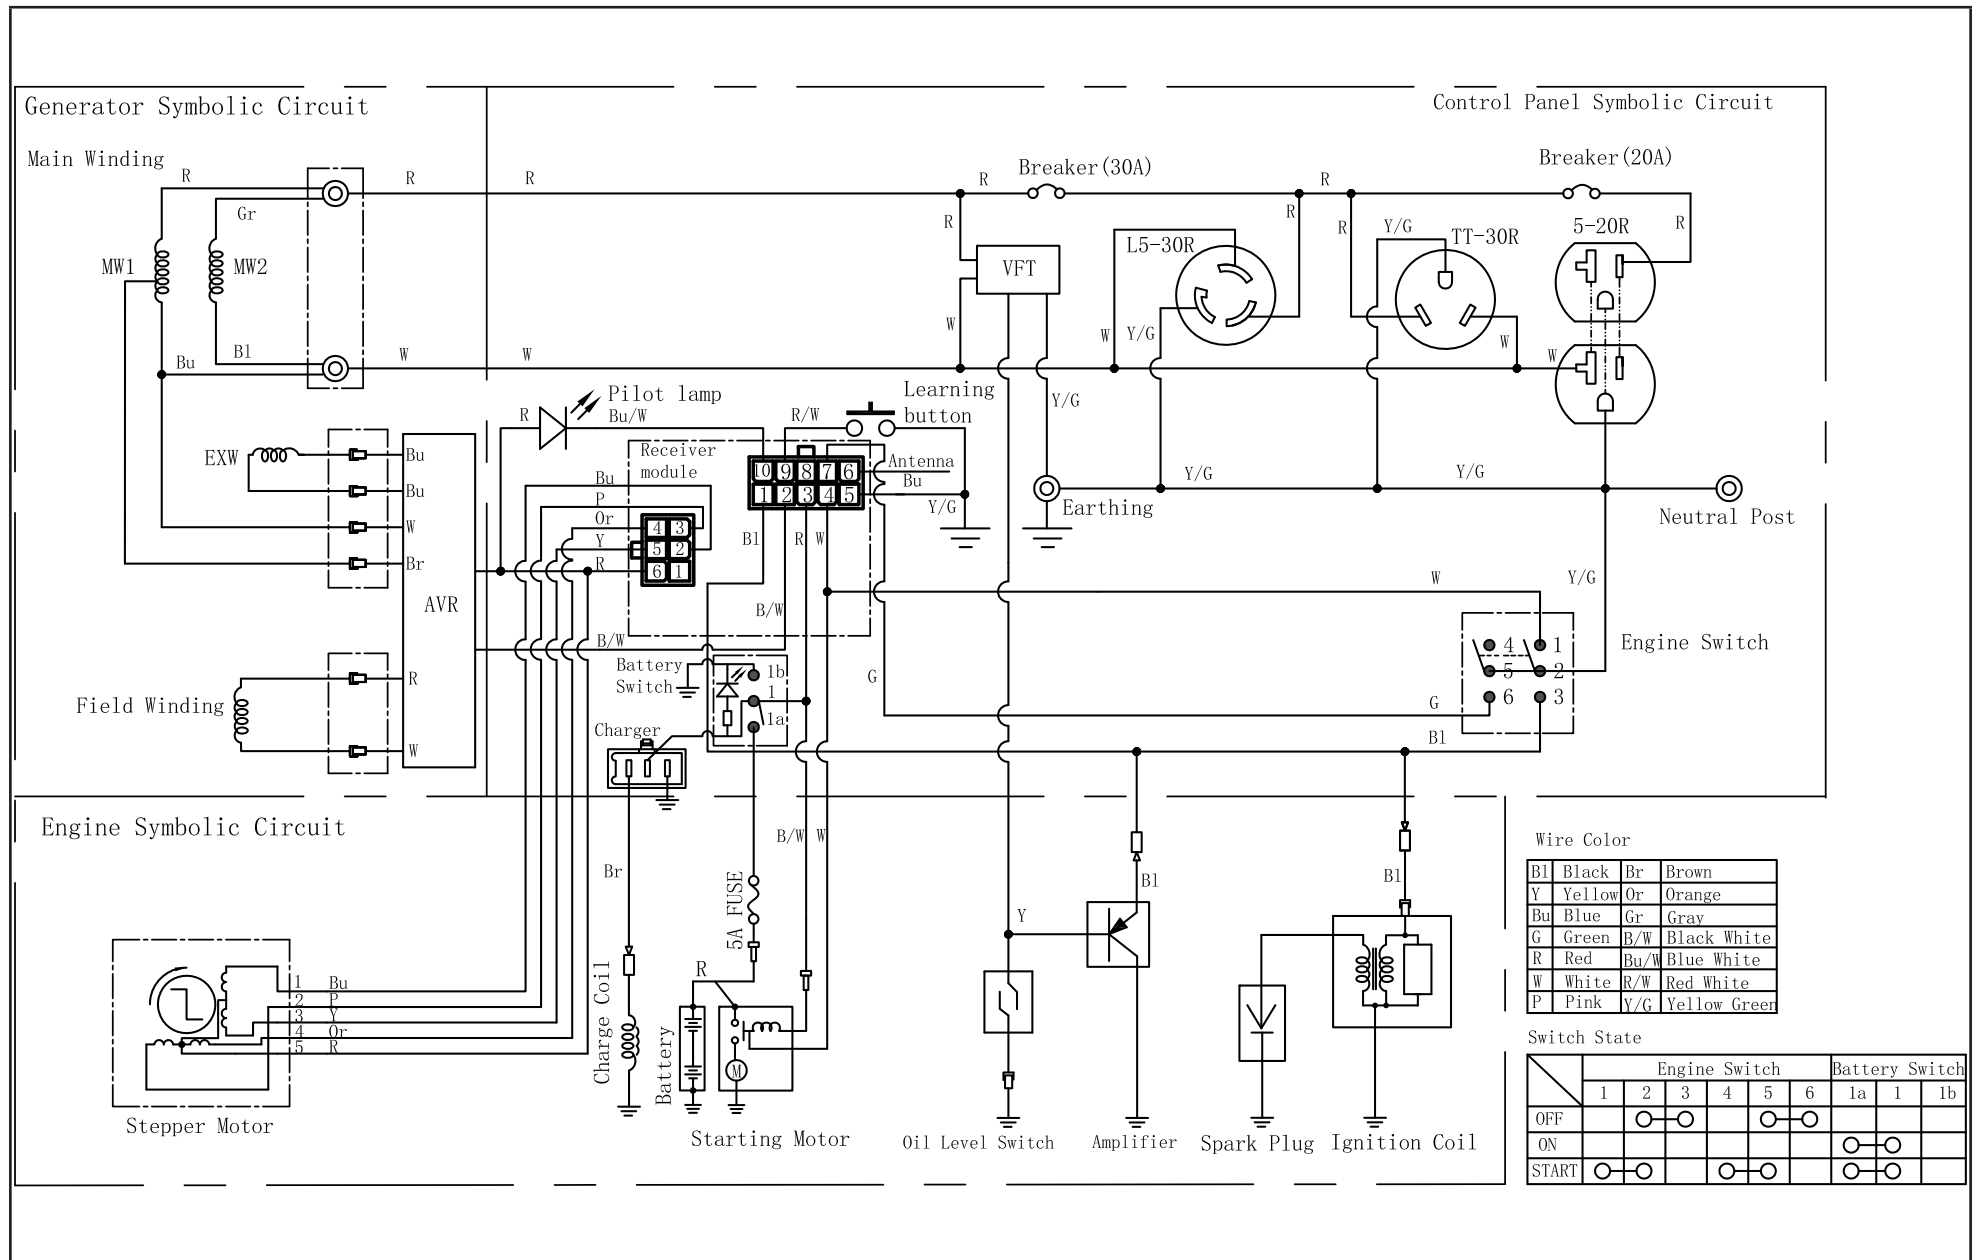 Generator Symbolic Circuit
Control Panel Symbolic Circuit
Main Winding
Breaker(30A)
Breaker(20A)
R
R
R
R
R
Gr
R
R
R
Y/G
5-20R
R
L5-30R
TT-30R
MW1
MW2
VFT
W
W
Y/G
W
W
Bu
Bl
W
W
Pilot lamp
R
Bu/W
R/W
Learning
button
Y/G
EXW
Bu
Bu
W
Br
AVR
Receiver
module
10 9 8 7 6
1 2 3 4 5
Antenna
Bu
Y/G
Bu
P
Or
Y
R
4 3
5 2
6 1
Bl
R
W
Earthing
Y/G
Y/G
Neutral Post
W
Y/G
B/W
B/W
Engine Switch
4 1
5 2
6 3
Battery
Switch
1b
1
1a
G
G
Bl
Charger
Field Winding
R
W
Engine Symbolic Circuit
B/W
W
Br
5A FUSE
R
Y
Bl
Bl
Charge Coil
Battery
M
1 Bu
2 P
3 Y
4 Or
5 R
Stepper Motor
Starting Motor
Oil Level Switch
Amplifier
Spark Plug
Ignition Coil
Wire Color
Bl Black Br Brown
Y Yellow Or Orange
Bu Blue Gr Gray
G Green B/W Black White
R Red Bu/W Blue White
W White R/W Red White
P Pink Y/G Yellow Green
Switch State
Engine Switch Battery Switch
1 2 3 4 5 6 1a 1 1b
OFF
ON
START